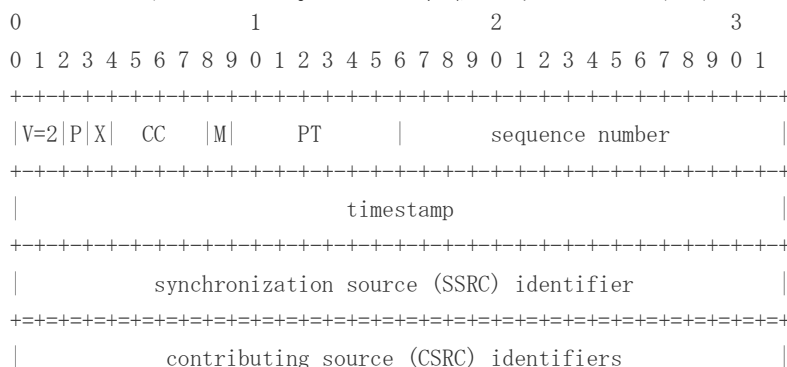 0                   1                   2                   3
0 1 2 3 4 5 6 7 8 9 0 1 2 3 4 5 6 7 8 9 0 1 2 3 4 5 6 7 8 9 0 1
+-+-+-+-+-+-+-+-+-+-+-+-+-+-+-+-+-+-+-+-+-+-+-+-+-+-+-+-+-+-+-+-+
|V=2|P|X|  CC   |M|     PT      |       sequence number         |
+-+-+-+-+-+-+-+-+-+-+-+-+-+-+-+-+-+-+-+-+-+-+-+-+-+-+-+-+-+-+-+-+
|                           timestamp                           |
+-+-+-+-+-+-+-+-+-+-+-+-+-+-+-+-+-+-+-+-+-+-+-+-+-+-+-+-+-+-+-+-+
|           synchronization source (SSRC) identifier            |
+=+=+=+=+=+=+=+=+=+=+=+=+=+=+=+=+=+=+=+=+=+=+=+=+=+=+=+=+=+=+=+=+
|            contributing source (CSRC) identifiers             |